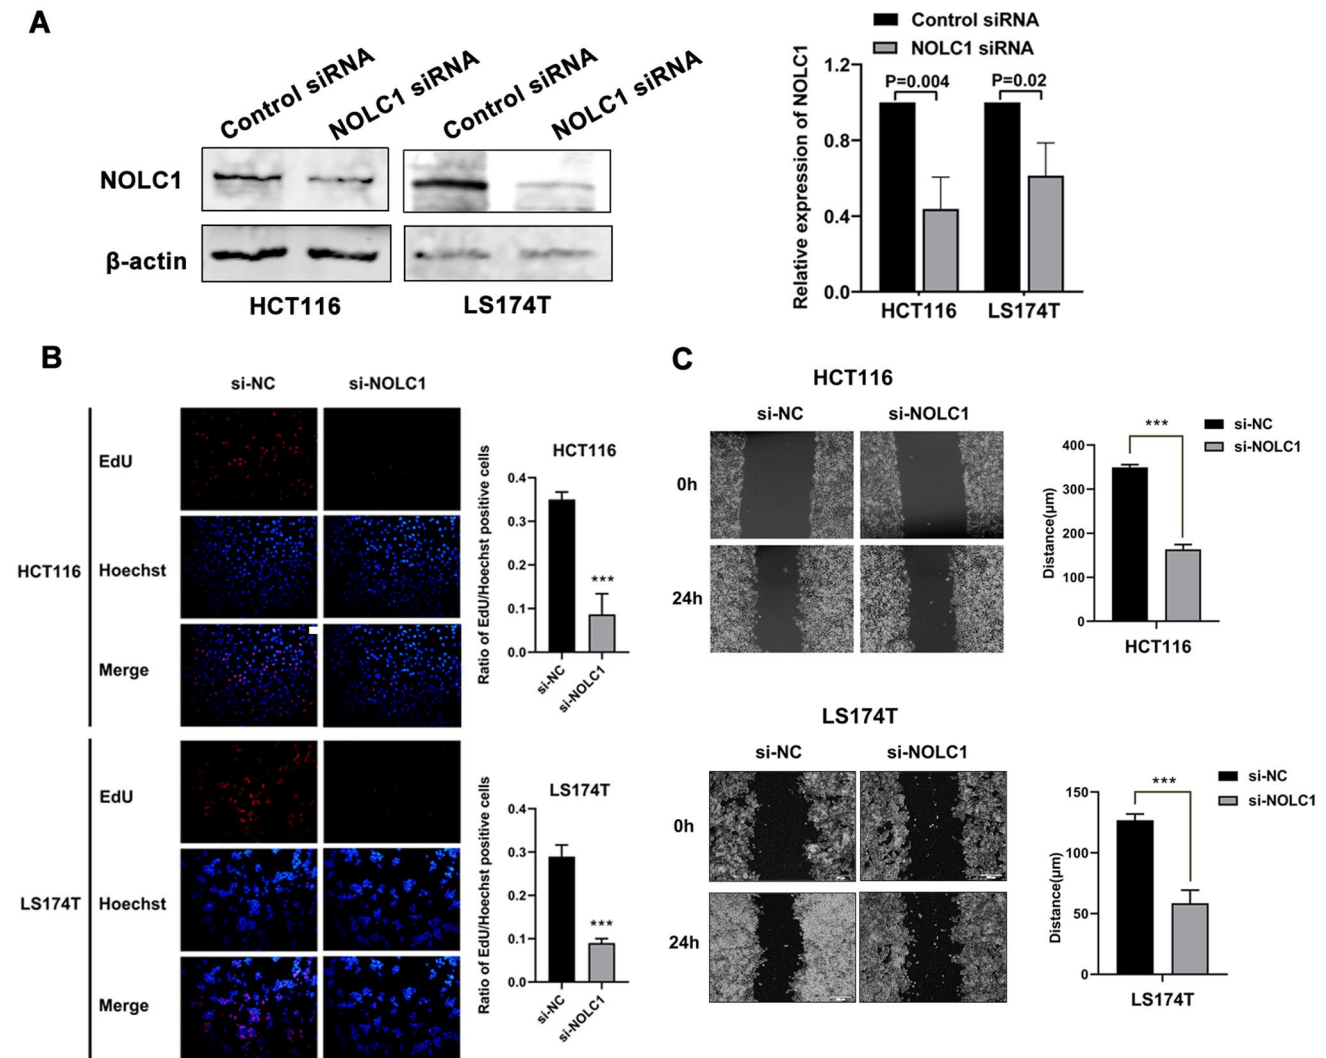 A
Control siRNA
NOLC1 siRNA
Control siRNA
NOLC1 siRNA
NOLC1
β-actin
HCT116
LS174T
Control siRNA
NOLC1 siRNA
Relative expression of NOLC1
1.2
0.8
0.4
0.0
P=0.004
P=0.02
HCT116
LS174T
B
si-NC
si-NOLC1
HCT116
EdU
Hoechst
Merge
HCT116
Ratio of EdU/Hoechst positive cells
0.4
0.3
0.2
0.1
0.0
***
si-NC
si-NOLC1
LS174T
EdU
Hoechst
Merge
LS174T
Ratio of EdU/Hoechst positive cells
0.4
0.3
0.2
0.1
0.0
***
si-NC
si-NOLC1
C
HCT116
si-NC
si-NOLC1
0h
24h
si-NC
si-NOLC1
Distance(μm)
400
300
200
100
0
***
HCT116
LS174T
si-NC
si-NOLC1
0h
24h
si-NC
si-NOLC1
Distance(μm)
150
100
50
0
***
LS174T